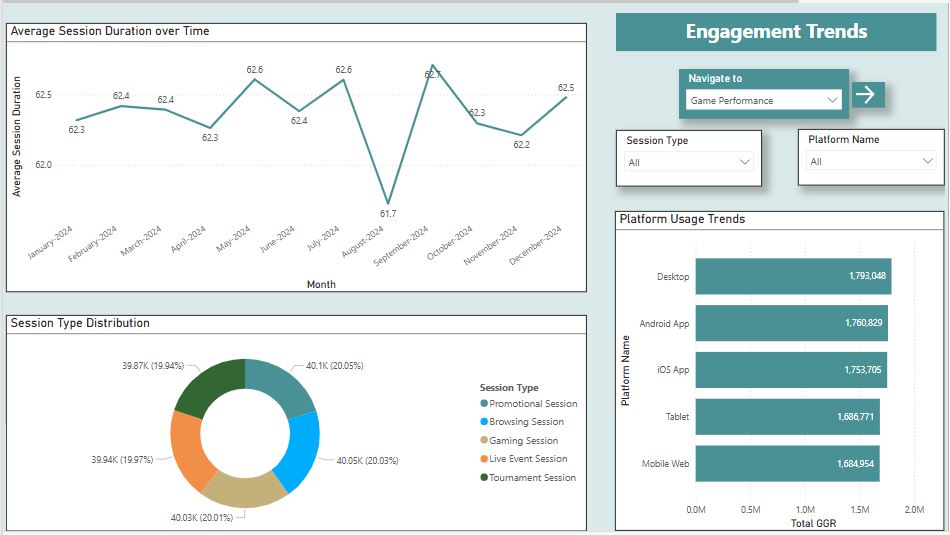 Average Session Duration over Time
Average Session Duration
62.5
62.0
62.3
62.4
62.4
62.3
62.6
62.4
62.6
61.7
62.7
62.3
62.2
62.5
January-2024
February-2024
March-2024
April-2024
May-2024
June-2024
July-2024
August-2024
September-2024
October-2024
November-2024
December-2024
Month
Engagement Trends
Navigate to
Game Performance
Session Type
All
Platform Name
All
Session Type Distribution
39.87K (19.94%)
40.1K (20.05%)
39.94K (19.97%)
40.05K (20.03%)
40.03K (20.01%)
Session Type
Promotional Session
Browsing Session
Gaming Session
Live Event Session
Tournament Session
Platform Usage Trends
Platform Name
Desktop
1,793,048
Android App
1,760,829
iOS App
1,753,705
Tablet
1,686,771
Mobile Web
1,684,954
0.0M
0.5M
1.0M
1.5M
2.0M
Total GGR